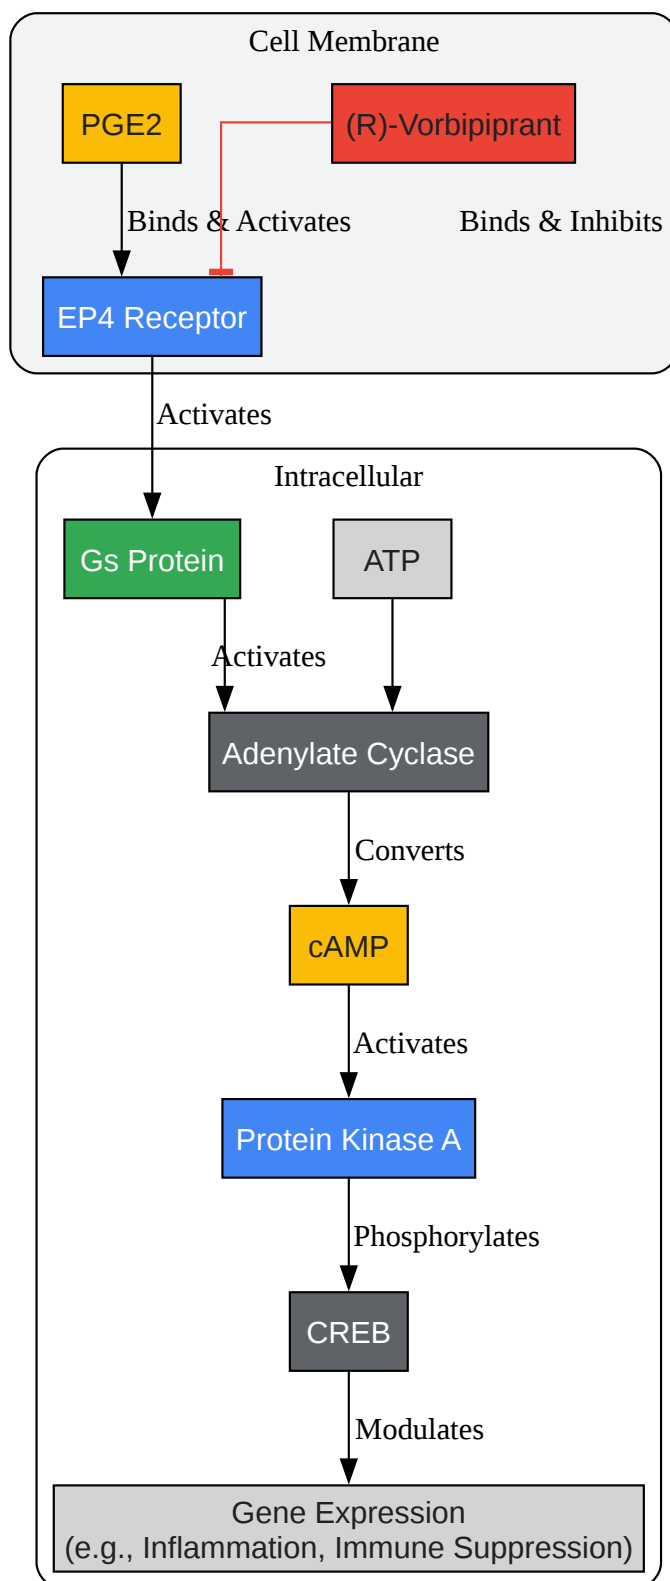 Cell Membrane
PGE2
(R)-Vorbipiprant
Binds & Activates
Binds & Inhibits
EP4 Receptor
Activates
Intracellular
Gs Protein
ATP
Activates
Adenylate Cyclase
Converts
cAMP
Activates
Protein Kinase A
Phosphorylates
CREB
Modulates
Gene Expression
(e.g., Inflammation, Immune Suppression)